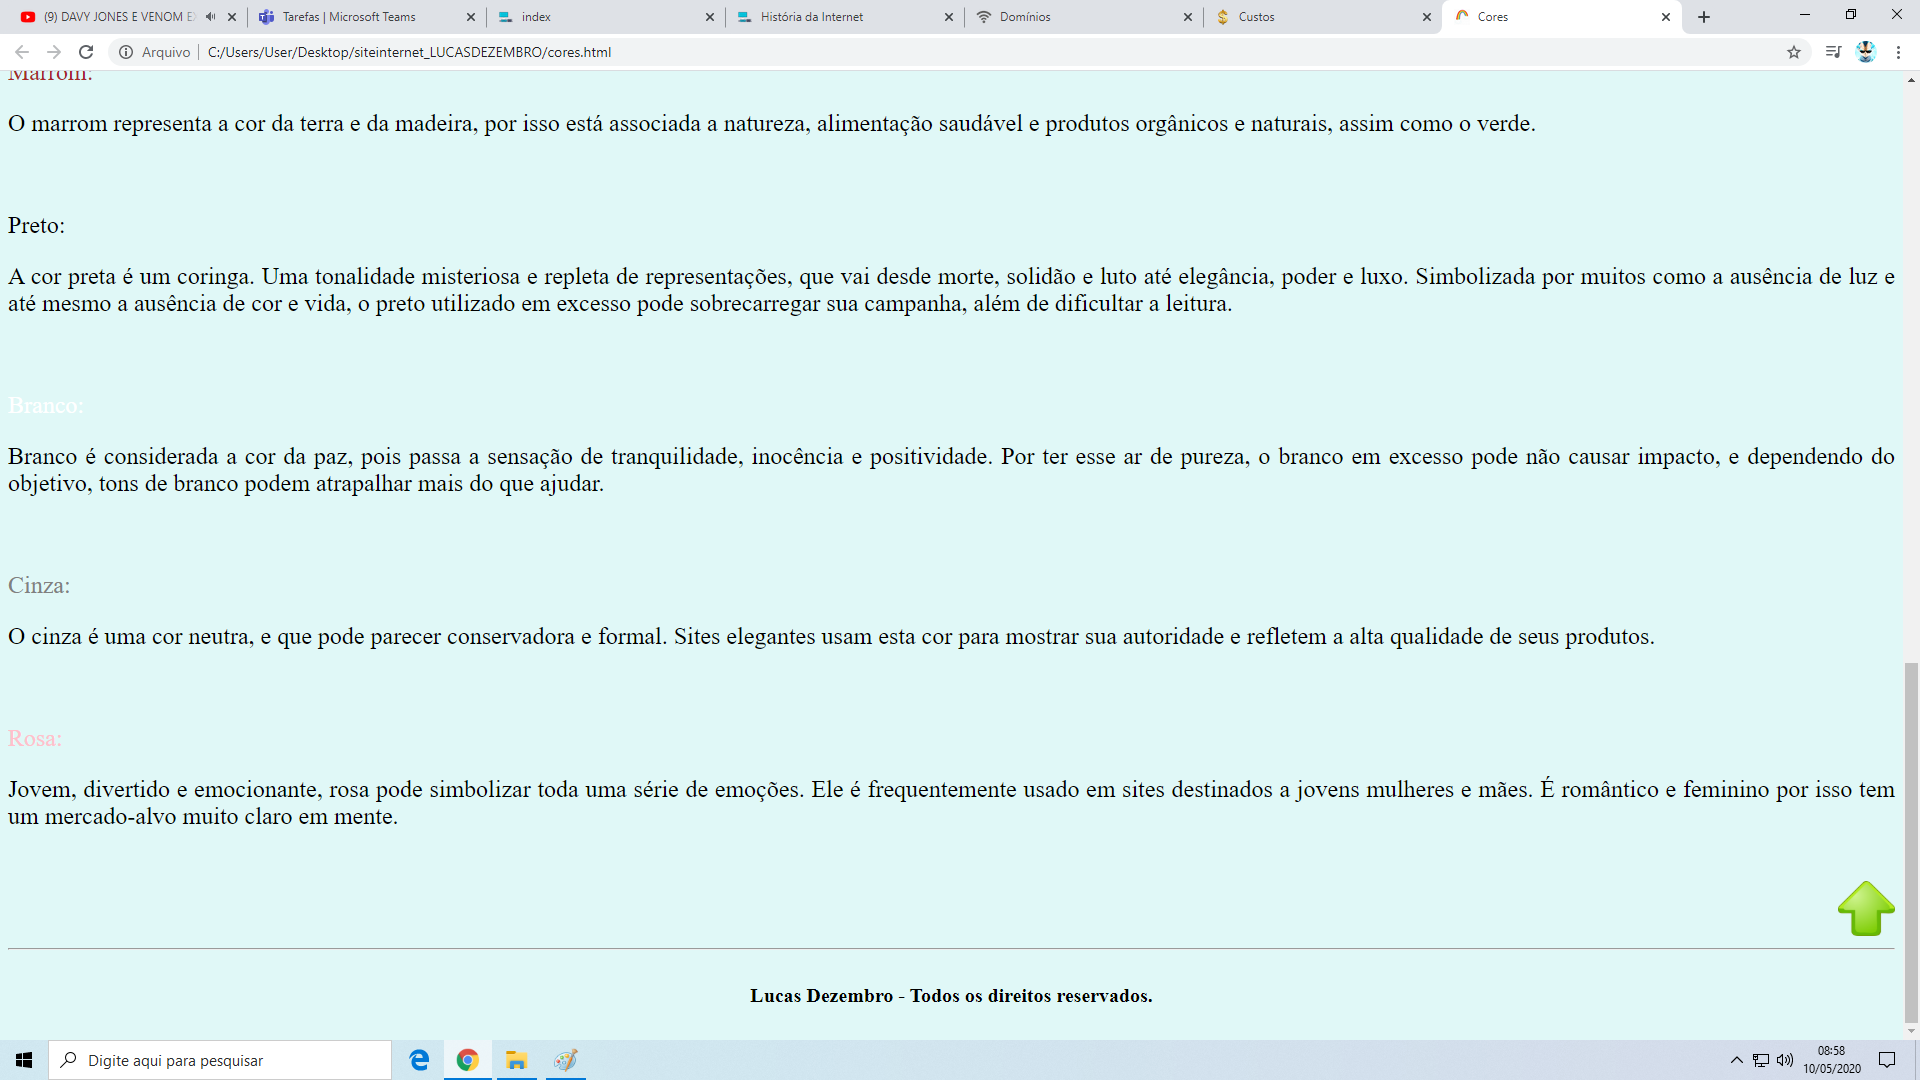 (9) DAVY JONES E VENOM E
Tarefas | Microsoft Teams
index
História da Internet
Domínios
Custos
Cores
Arquivo
C:/Users/User/Desktop/siteinternet_LUCASDEZEMBRO/cores.html
Marrom:
O marrom representa a cor da terra e da madeira, por isso está associada a natureza, alimentação saudável e produtos orgânicos e naturais, assim como o verde.
Preto:
A cor preta é um coringa. Uma tonalidade misteriosa e repleta de representações, que vai desde morte, solidão e luto até elegância, poder e luxo. Simbolizada por muitos como a ausência de luz e
até mesmo a ausência de cor e vida, o preto utilizado em excesso pode sobrecarregar sua campanha, além de dificultar a leitura.
Branco:
Branco é considerada a cor da paz, pois passa a sensação de tranquilidade, inocência e positividade. Por ter esse ar de pureza, o branco em excesso pode não causar impacto, e dependendo do
objetivo, tons de branco podem atrapalhar mais do que ajudar.
Cinza:
O cinza é uma cor neutra, e que pode parecer conservadora e formal. Sites elegantes usam esta cor para mostrar sua autoridade e refletem a alta qualidade de seus produtos.
Rosa:
Jovem, divertido e emocionante, rosa pode simbolizar toda uma série de emoções. Ele é frequentemente usado em sites destinados a jovens mulheres e mães. É romântico e feminino por isso tem
um mercado-alvo muito claro em mente.
Lucas Dezembro - Todos os direitos reservados.
Digite aqui para pesquisar
08:58
10/05/2020